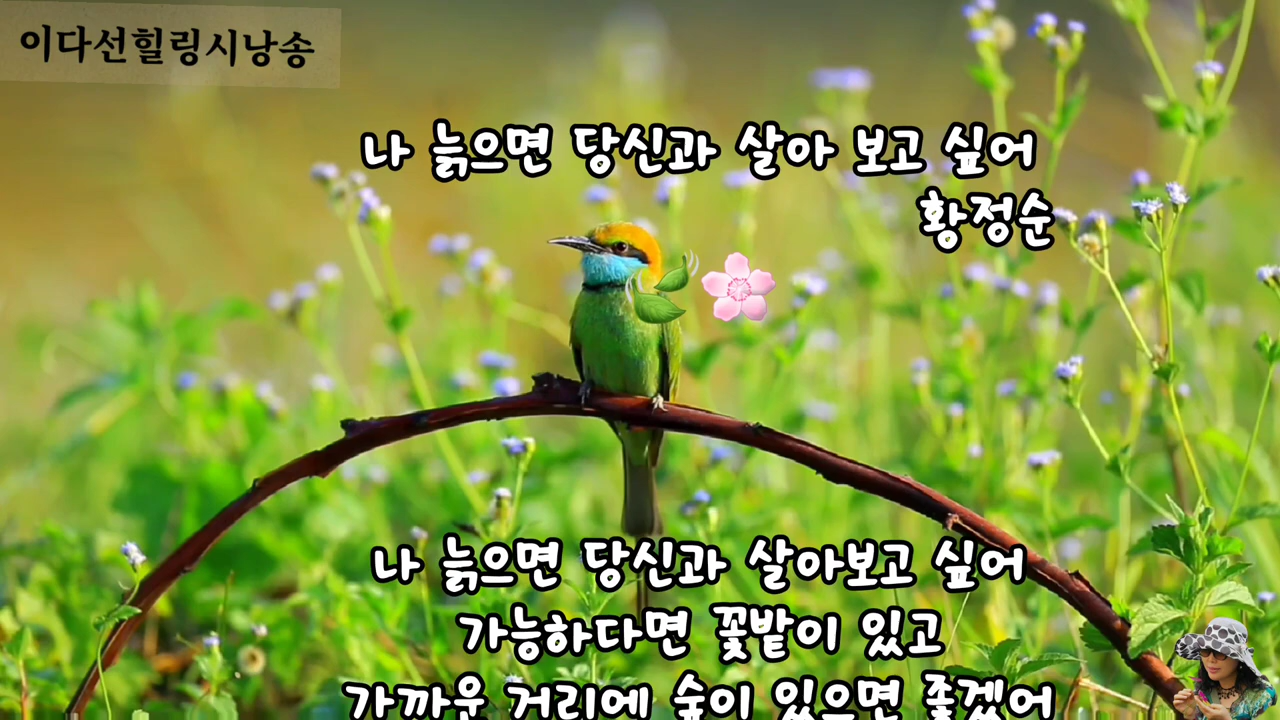 이다선힐링시낭송
나 늙으면 당신과 살아 보고 싶어
황정순
나 늙으면 당신과 살아보고 싶어
가능하다면 꽃밭이 있고
가까운 거리에 숲이 있으면 좋겠어